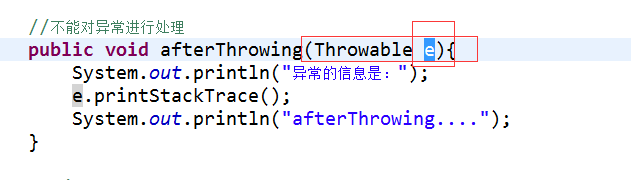 //不能对异常进行处理
public void afterThrowing(Throwable e){
System.out.println("异常的信息是：");
e.printStackTrace();
System.out.println("afterThrowing....");
}